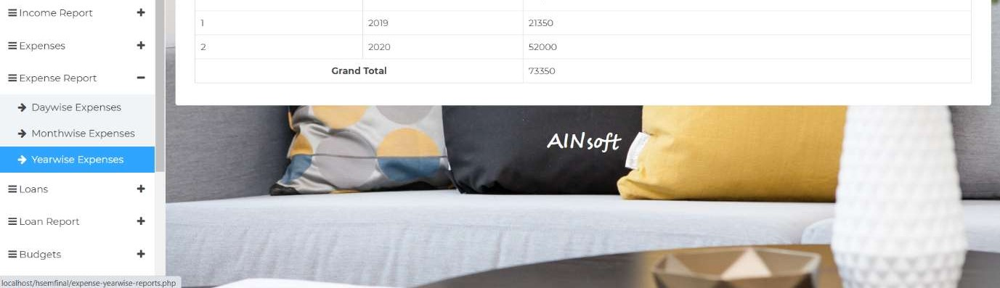 Income Report
Expenses
Expense Report
Daywise Expenses
Monthwise Expenses
Yearwise Expenses
Loans
Loan Report
Budgets
localhost/hsemfinal/expense-yearwise-reports.php
1 2019 21350
2 2020 52000
Grand Total 73350
AINsoft